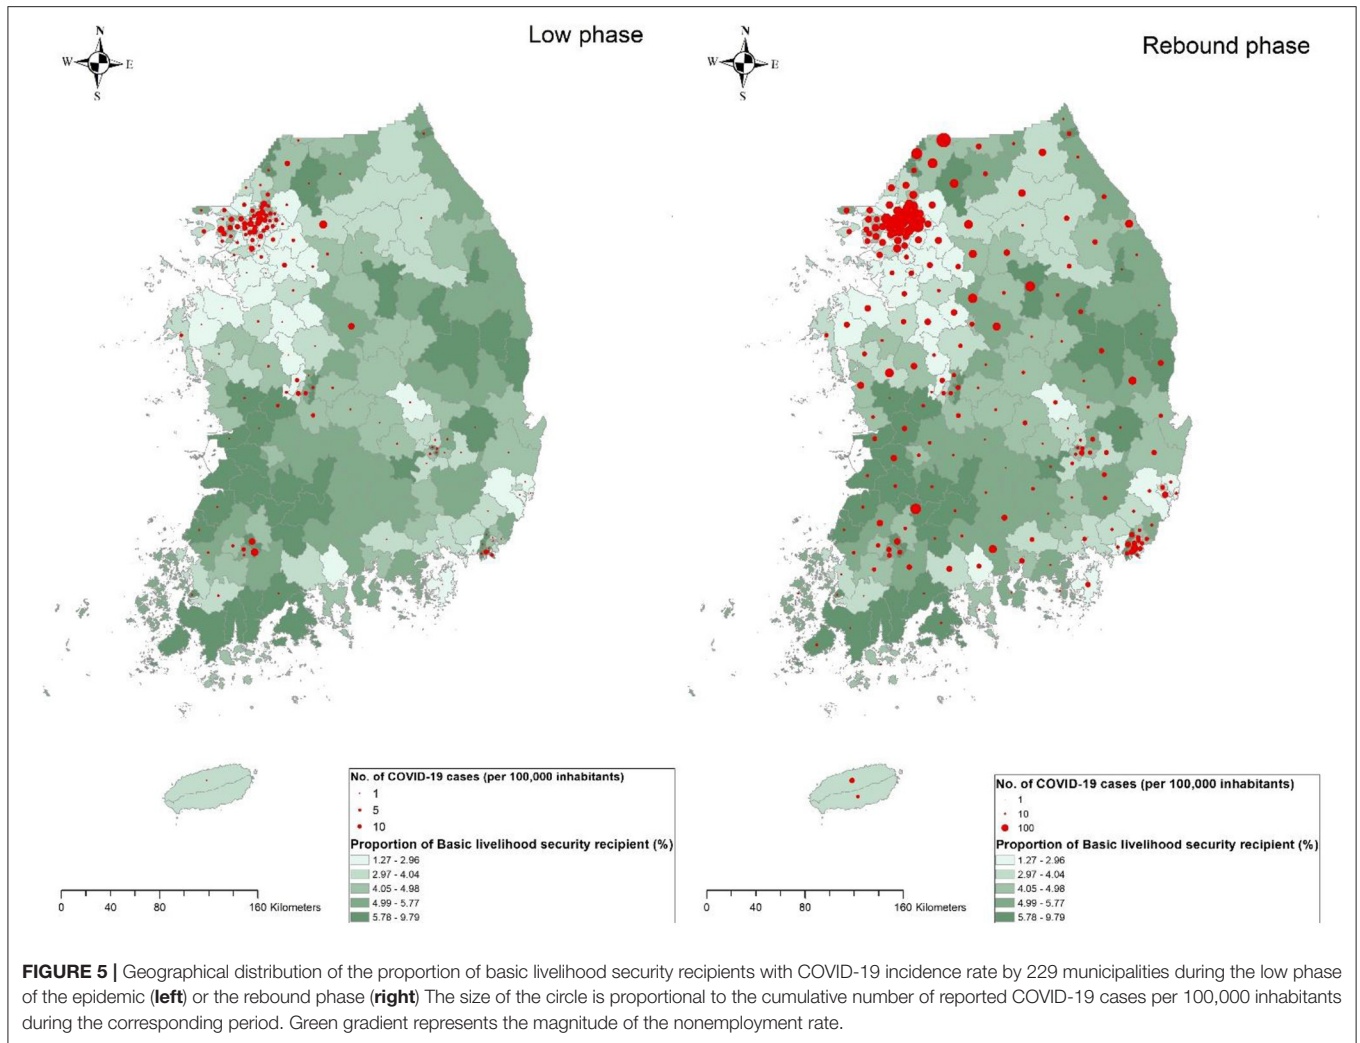 Low phase
N
W E
S
No. of COVID-19 cases (per 100,000 inhabitants)
1
5
10
Proportion of Basic livelihood security recipient (%)
1.27 - 2.96
2.97 - 4.04
4.05 - 4.98
4.99 - 5.77
5.78 - 9.79
0 40 80 160 Kilometers
Rebound phase
N
W E
S
No. of COVID-19 cases (per 100,000 inhabitants)
1
10
100
Proportion of Basic livelihood security recipient (%)
1.27 - 2.96
2.97 - 4.04
4.05 - 4.98
4.99 - 5.77
5.78 - 9.79
0 40 80 160 Kilometers
FIGURE 5 | Geographical distribution of the proportion of basic livelihood security recipients with COVID-19 incidence rate by 229 municipalities during the low phase
of the epidemic (left) or the rebound phase (right) The size of the circle is proportional to the cumulative number of reported COVID-19 cases per 100,000 inhabitants
during the corresponding period. Green gradient represents the magnitude of the nonemployment rate.